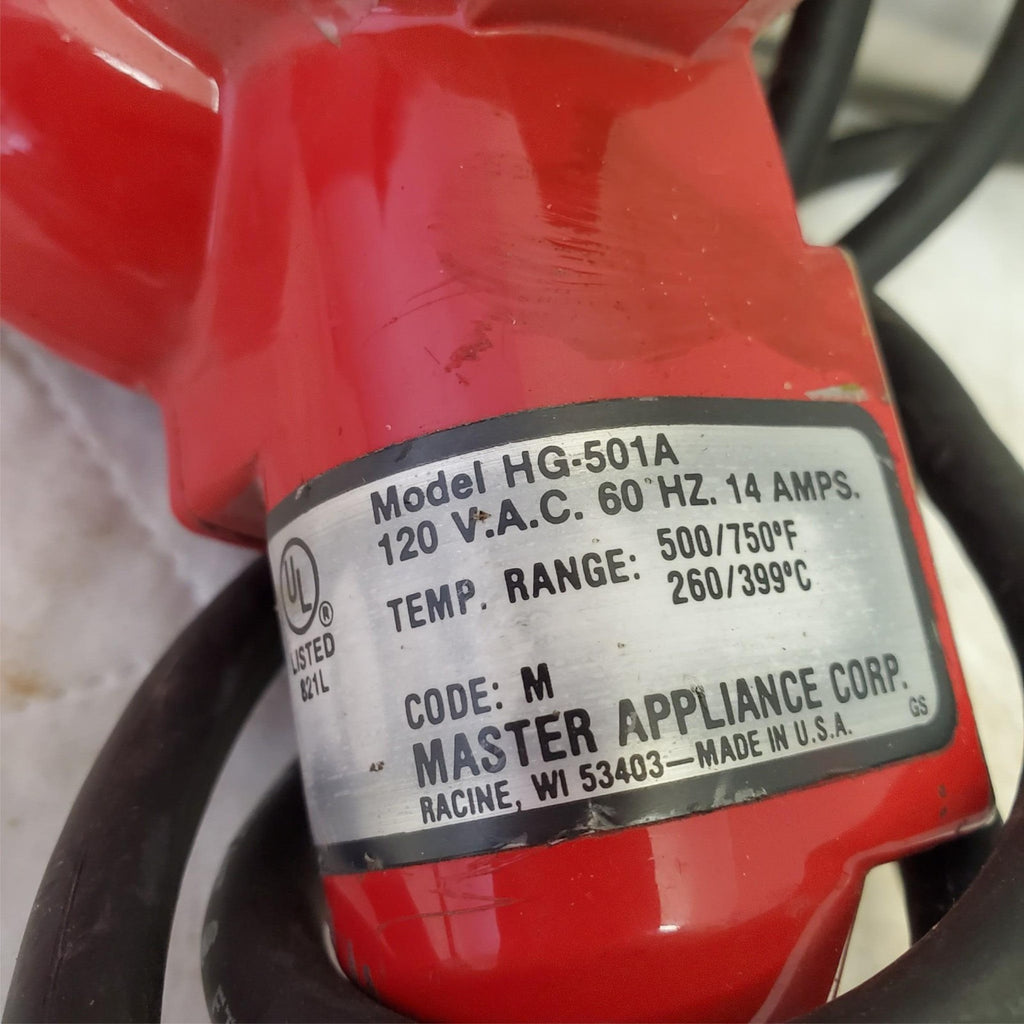 Model HG-501A
120 V.A.C. 60 HZ. 14 AMPS.
TEMP. RANGE: 500/750°F
260/399°C
UL®
LISTED
821L
CODE: M
MASTER APPLIANCE CORP.
RACINE, WI 53403—MADE IN U.S.A.
GS